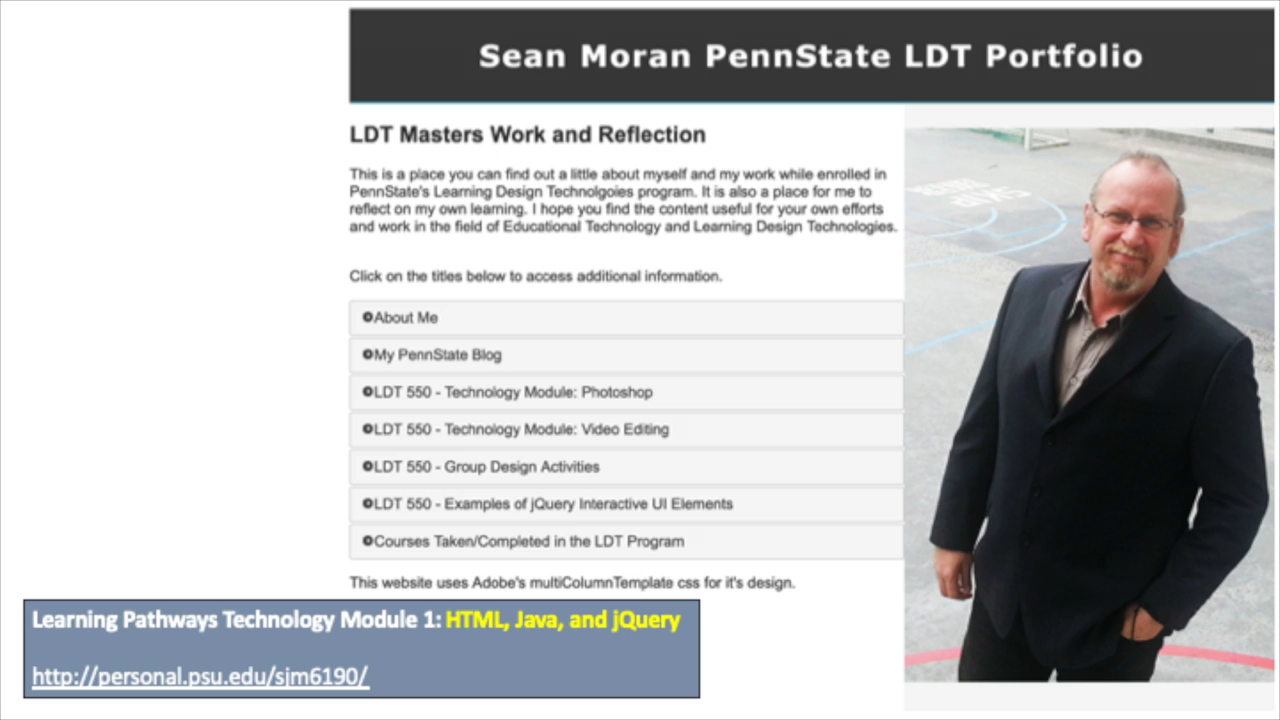 Sean Moran PennState LDT Portfolio
LDT Masters Work and Reflection
This is a place you can find out a little about myself and my work while enrolled in
PennState's Learning Design Technolgoies program. It is also a place for me to
reflect on my own learning. I hope you find the content useful for your own efforts
and work in the field of Educational Technology and Learning Design Technologies.
Click on the titles below to access additional information.
About Me
My PennState Blog
LDT 550 - Technology Module: Photoshop
LDT 550 - Technology Module: Video Editing
LDT 550 - Group Design Activities
LDT 550 - Examples of jQuery Interactive UI Elements
Courses Taken/Completed in the LDT Program
This website uses Adobe's multiColumnTemplate css for it's design.
Learning Pathways Technology Module 1: HTML, Java, and jQuery
http://personal.psu.edu/sjm6190/